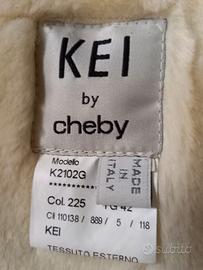 KEI
by
cheby
Modello
K2102G
MADE
IN
ITALY
***************
Col. 225
TG 42
C‡‡ 110138 / 889 / 5 / 118
KEI
TESSUTO ESTERNO
subito